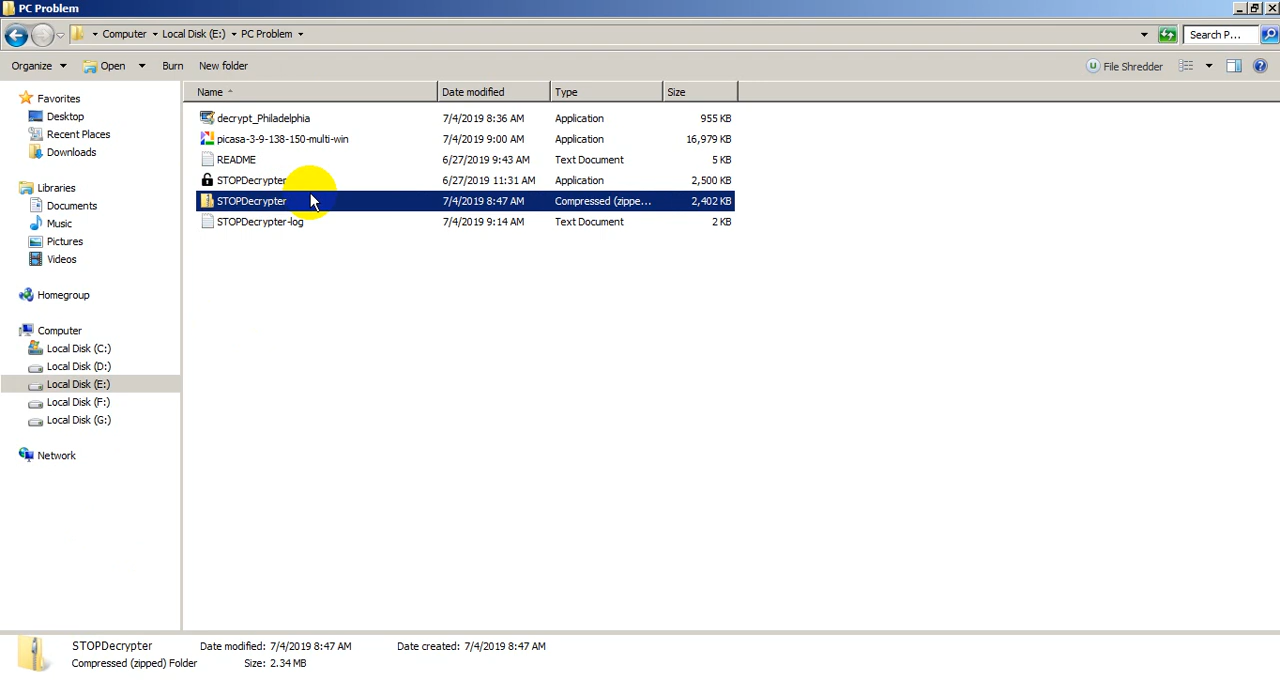 PC Problem
Computer Local Disk (E:) PC Problem Search P...
Organize Open Burn New folder File Shredder
Name Date modified Type Size
Favorites
Desktop
Recent Places
Downloads
Libraries
Documents
Music
Pictures
Videos
Homegroup
Computer
Local Disk (C:)
Local Disk (D:)
Local Disk (E:)
Local Disk (F:)
Local Disk (G:)
Network
decrypt_Philadelphia 7/4/2019 8:36 AM Application 955 KB
picasa-3-9-138-150-multi-win 7/4/2019 9:00 AM Application 16,979 KB
README 6/27/2019 9:43 AM Text Document 5 KB
STOPDecrypter 6/27/2019 11:31 AM Application 2,500 KB
STOPDecrypter 7/4/2019 8:47 AM Compressed (zippe... 2,402 KB
STOPDecrypter-log 7/4/2019 9:14 AM Text Document 2 KB
STOPDecrypter Date modified: 7/4/2019 8:47 AM Date created: 7/4/2019 8:47 AM
Compressed (zipped) Folder Size: 2.34 MB